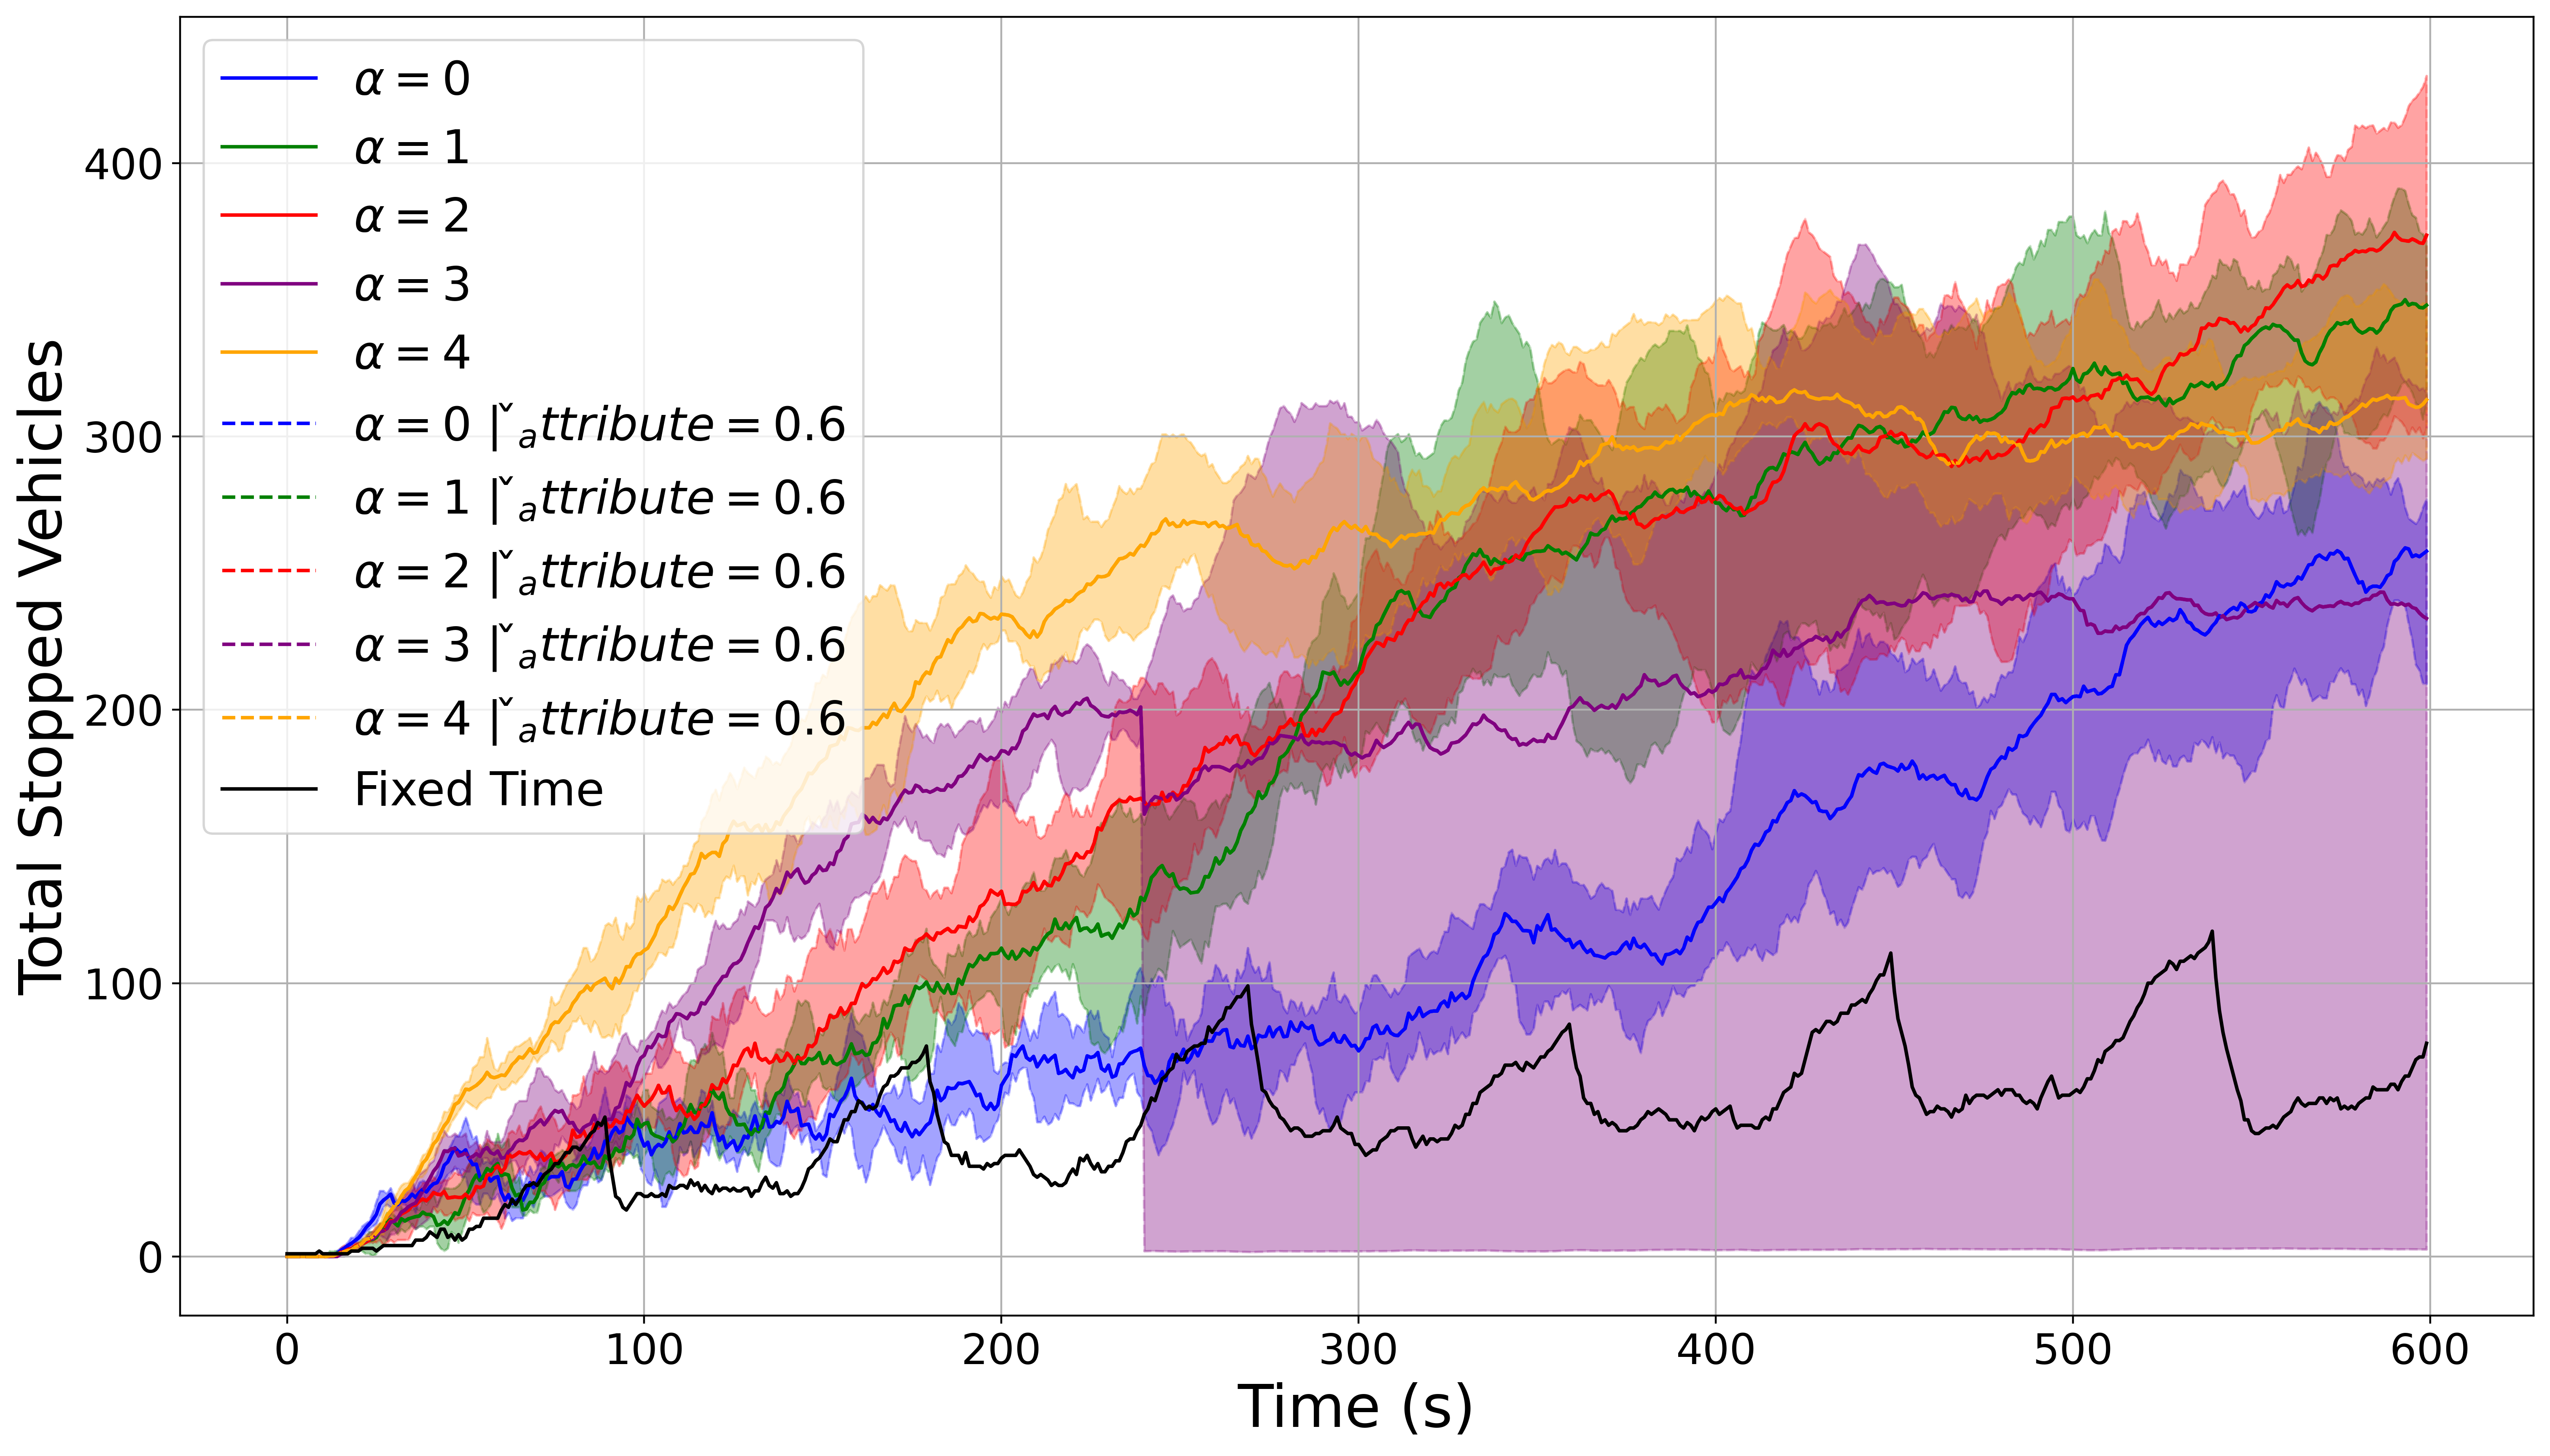 α = 0
α = 1
α = 2
α = 3
α = 4
α = 0 |ˇₐttribute = 0.6
α = 1 |ˇₐttribute = 0.6
α = 2 |ˇₐttribute = 0.6
α = 3 |ˇₐttribute = 0.6
α = 4 |ˇₐttribute = 0.6
Fixed Time
Total Stopped Vehicles
400
300
200
100
0
0 100 200 300 400 500 600
Time (s)